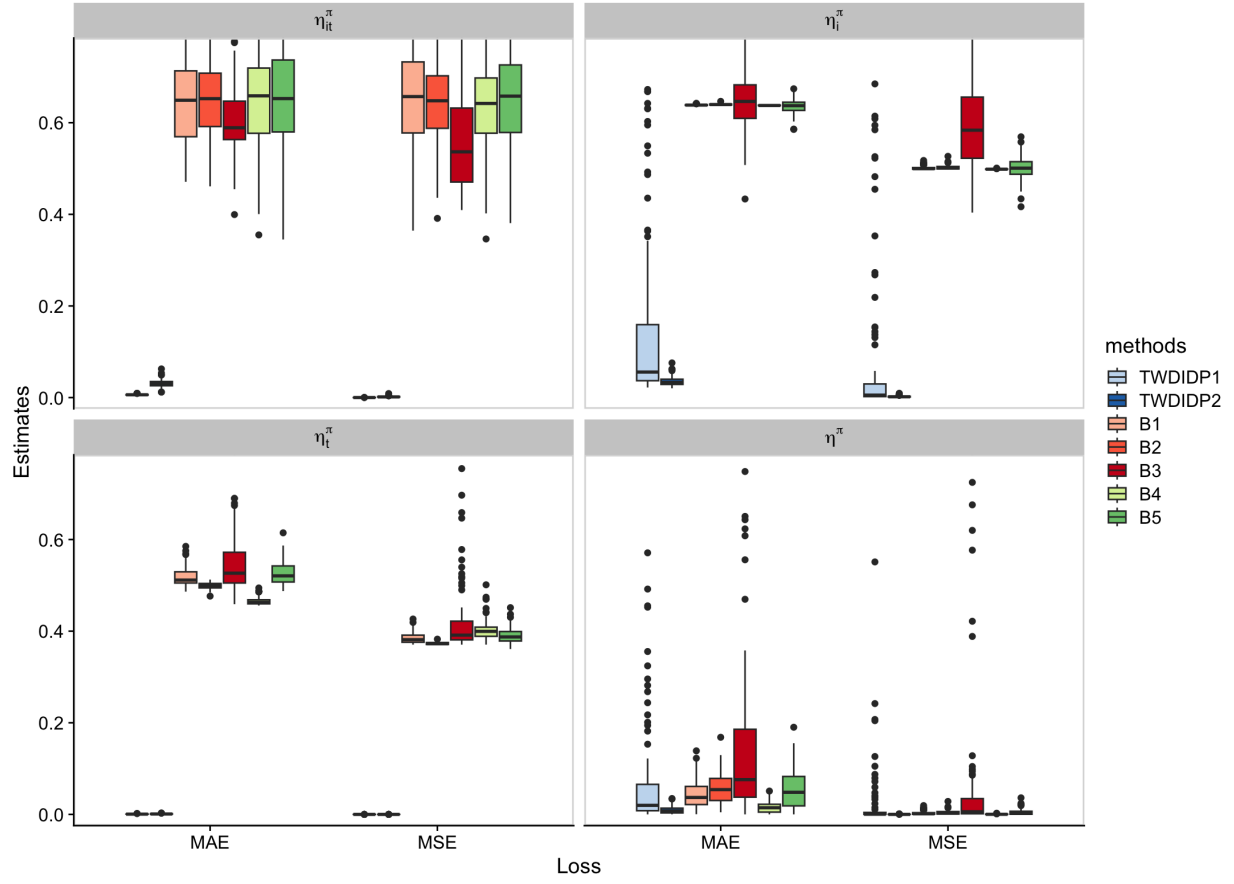 η_it^π η_i^π
0.6
0.4
0.2
0.0
η_t^π η^π
0.6
0.4
0.2
0.0
MAE MSE MAE MSE
Loss
Estimates
methods
TWDIDP1
TWDIDP2
B1
B2
B3
B4
B5